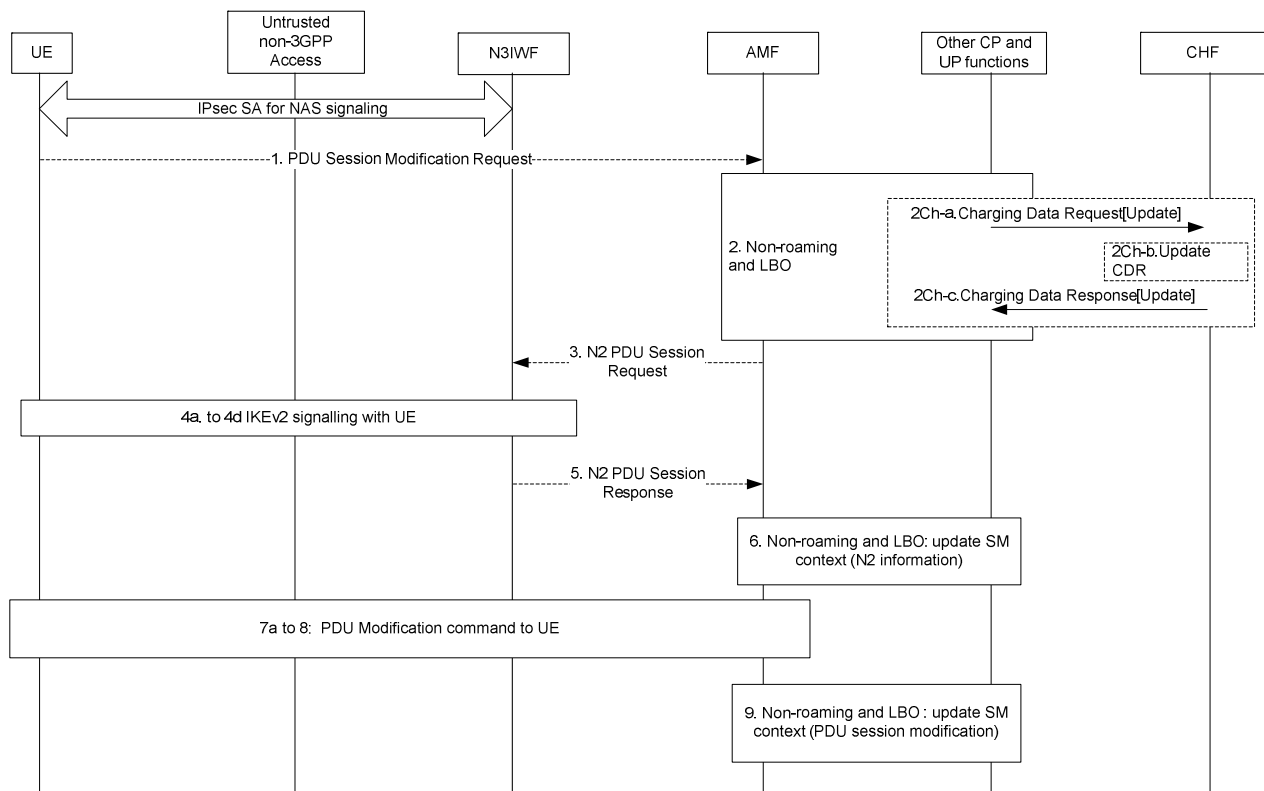 UE
Untrusted
non-3GPP
Access
N3IWF
AMF
Other CP and
UP functions
CHF
IPsec SA for NAS signaling
1. PDU Session Modification Request
2Ch-a.Charging Data Request[Update]
2. Non-roaming
and LBO
2Ch-b.Update
CDR
2Ch-c.Charging Data Response[Update]
3. N2 PDU Session
Request
4a. to 4d IKEv2 signalling with UE
5. N2 PDU Session
Response
6. Non-roaming and LBO: update SM
context (N2 information)
7a to 8: PDU Modification command to UE
9. Non-roaming and LBO : update SM
context (PDU session modification)